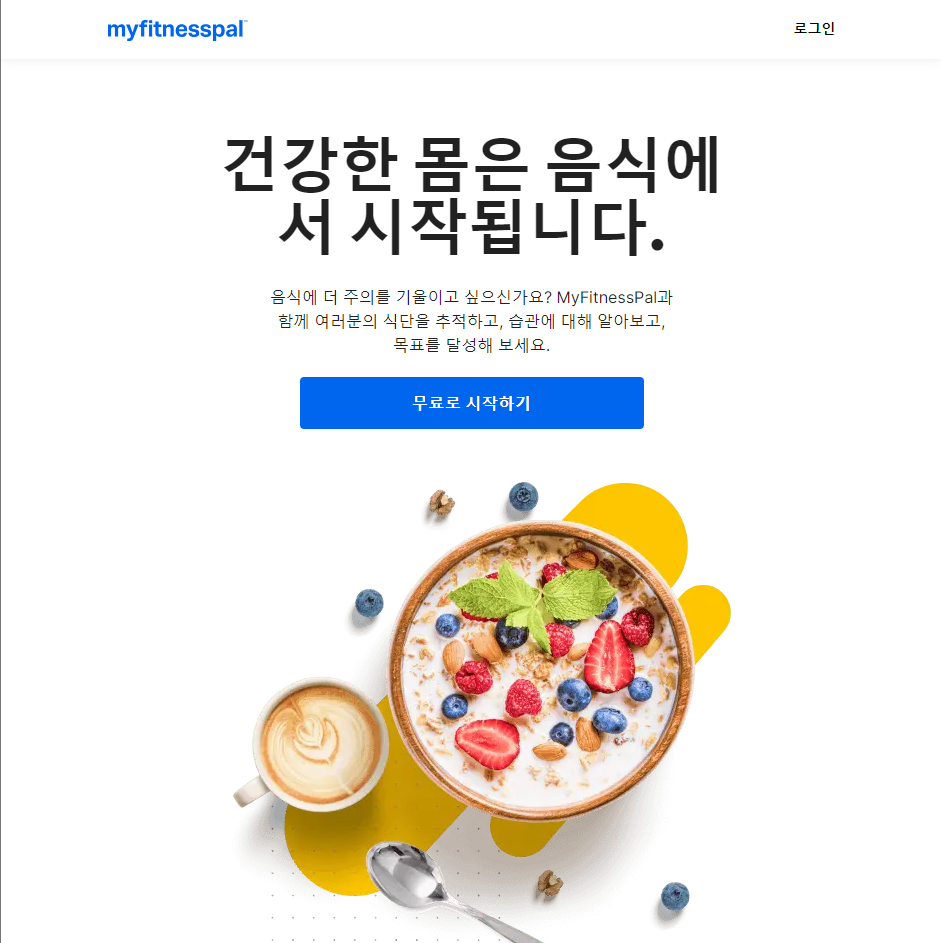 myfitnesspal
로그인
건강한 몸은 음식에
서 시작됩니다.
음식에 더 주의를 기울이고 싶으신가요? MyFitnessPal과
함께 여러분의 식단을 추적하고, 습관에 대해 알아보고,
목표를 달성해 보세요.
무료로 시작하기